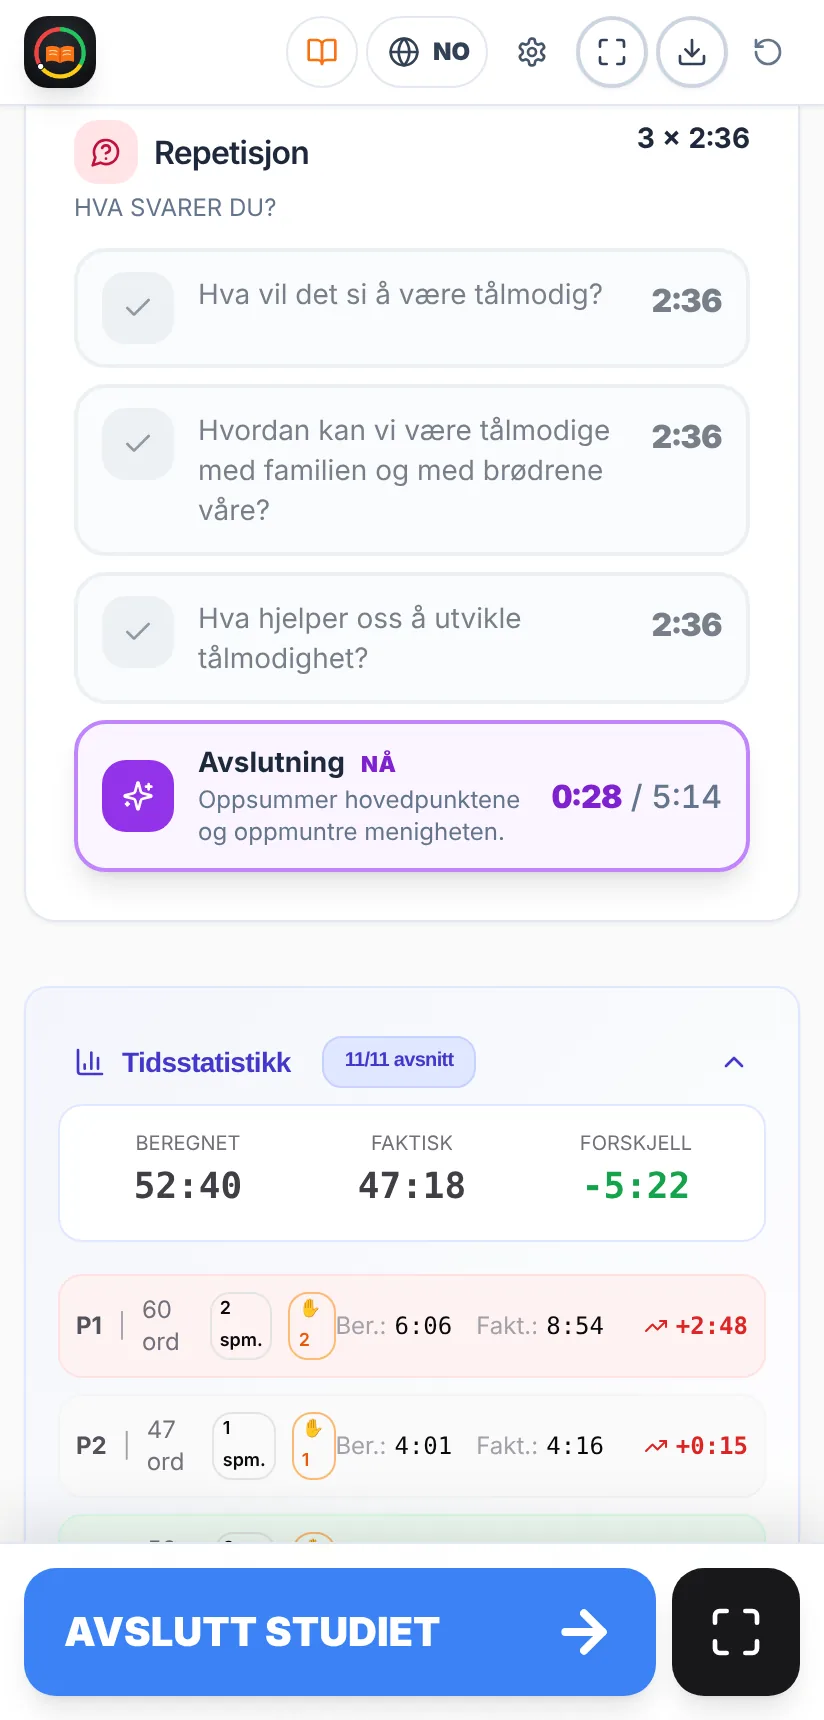 NO
Repetisjon
3 × 2:36
HVA SVARER DU?
Hva vil det si å være tålmodig?
2:36
Hvordan kan vi være tålmodige
med familien og med brødrene
våre?
2:36
Hva hjelper oss å utvikle
tålmodighet?
2:36
Avslutning NÅ
Oppsummer hovedpunktene
og oppmuntre menigheten.
0:28 / 5:14
Tidsstatistikk
11/11 avsnitt
BEREGNET
52:40
FAKTISK
47:18
FORSKJELL
-5:22
P1
60
ord
2
spm.
2
Ber.: 6:06
Fakt.: 8:54
+2:48
P2
47
ord
1
spm.
1
Ber.: 4:01
Fakt.: 4:16
+0:15
AVSLUTT STUDIET